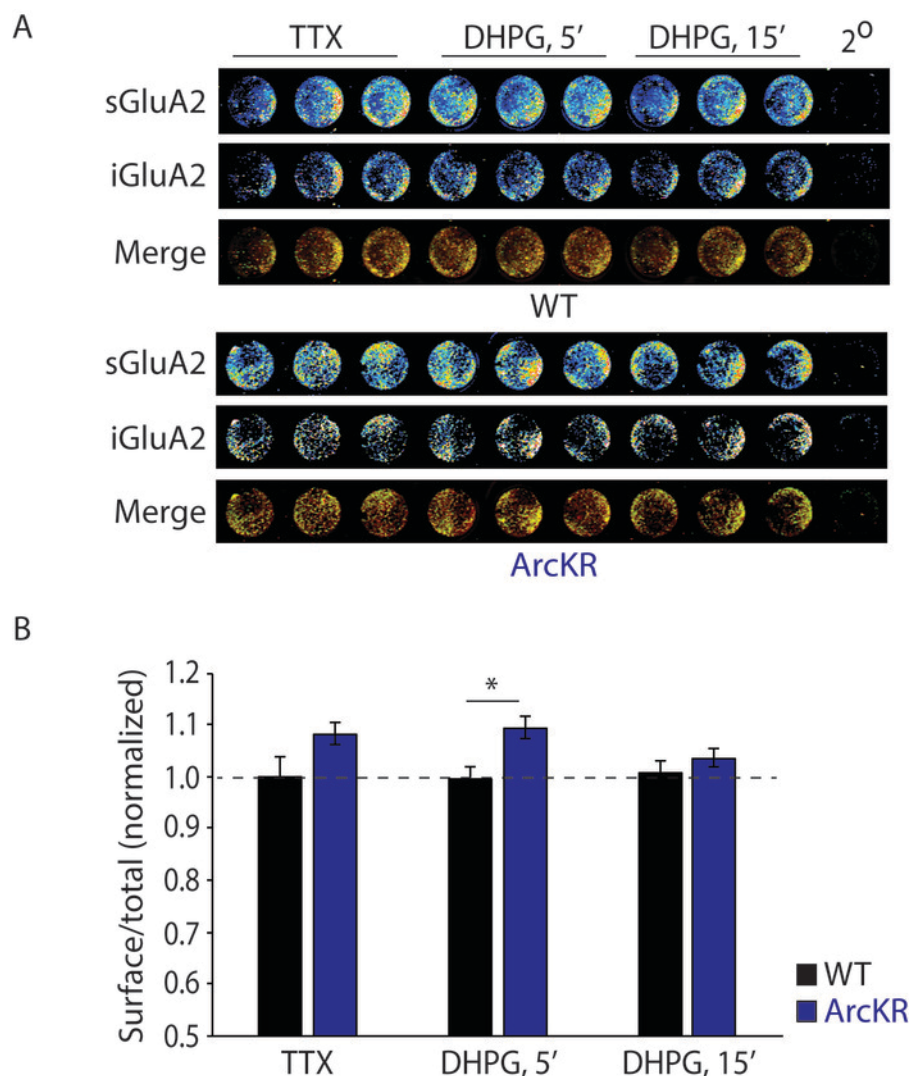 A
TTX DHPG, 5′ DHPG, 15′ 2º
sGluA2
iGluA2
Merge
WT
sGluA2
iGluA2
Merge
ArcKR
B
Surface/total (normalized)
1.2
1.1
1.0
0.9
0.8
0.7
0.6
0.5
*
TTX DHPG, 5′ DHPG, 15′
WT
ArcKR